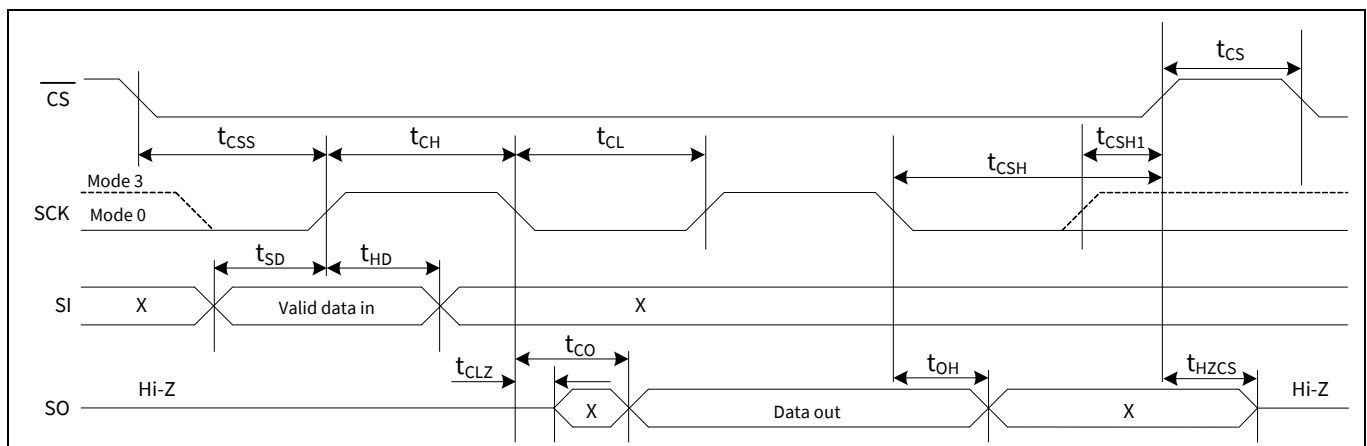 tCS
CS
tCSS
tCH
tCL
tCSH1
tCSH
Mode 3
SCK
Mode 0
tSD
tHD
SI
X
Valid data in
X
tCO
tCLZ
tOH
tHZCS
Hi-Z
Hi-Z
SO
X
Data out
X